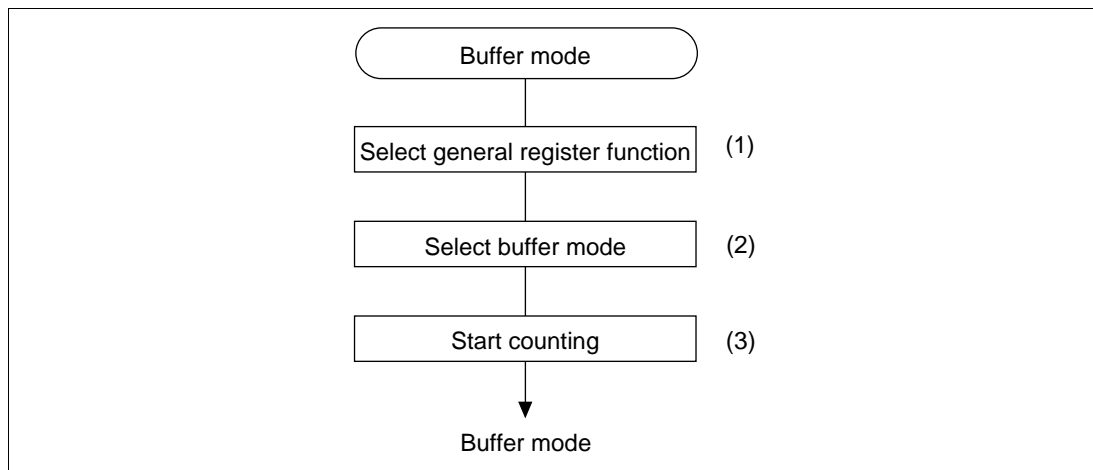 Buffer mode
Select general register function (1)
Select buffer mode (2)
Start counting (3)
Buffer mode